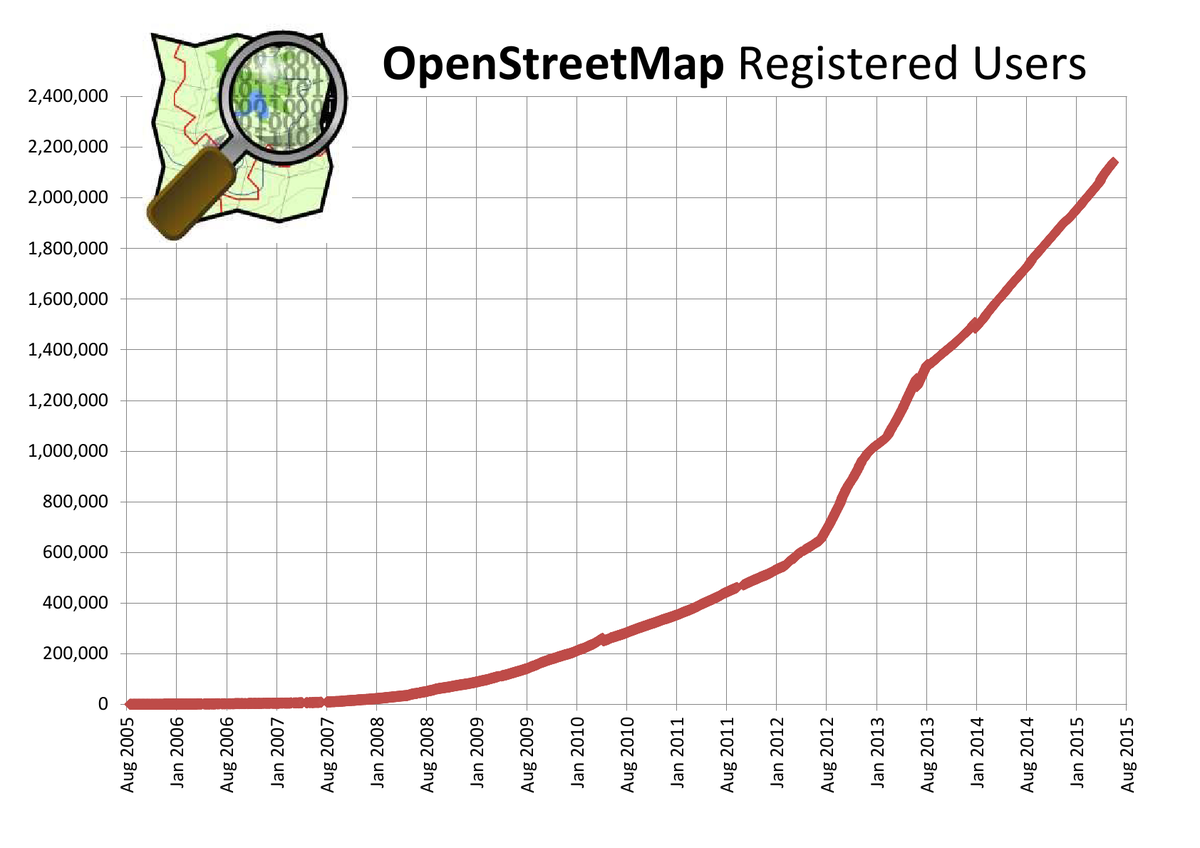 OpenStreetMap Registered Users
2,400,000
2,200,000
2,000,000
1,800,000
1,600,000
1,400,000
1,200,000
1,000,000
800,000
600,000
400,000
200,000
0
Aug 2005
Jan 2006
Aug 2006
Jan 2007
Aug 2007
Jan 2008
Aug 2008
Jan 2009
Aug 2009
Jan 2010
Aug 2010
Jan 2011
Aug 2011
Jan 2012
Aug 2012
Jan 2013
Aug 2013
Jan 2014
Aug 2014
Jan 2015
Aug 2015